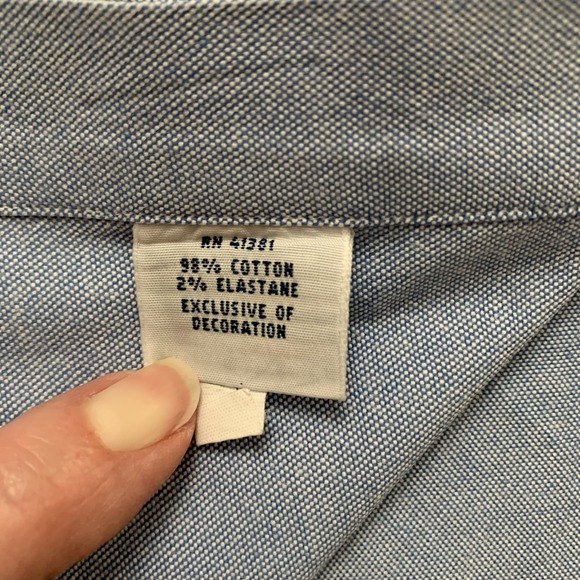 RN 41381
98% COTTON
2% ELASTANE
EXCLUSIVE OF
DECORATION